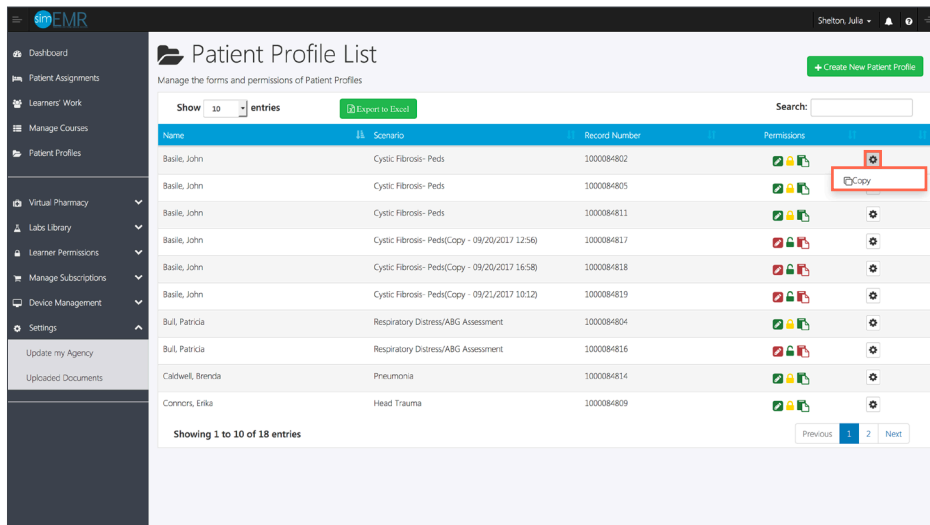 simEMR
Shelton, Julia
Dashboard
Patient Assignments
Learners' Work
Manage Courses
Patient Profiles
Virtual Pharmacy
Labs Library
Learner Permissions
Manage Subscriptions
Device Management
Settings
Update my Agency
Uploaded Documents
Patient Profile List
Manage the forms and permissions of Patient Profiles
+ Create New Patient Profile
Show 10 entries Export to Excel Search:
Name Scenario Record Number Permissions
Basile, John Cystic Fibrosis- Peds 1000084802
Copy
Basile, John Cystic Fibrosis- Peds 1000084805
Basile, John Cystic Fibrosis- Peds 1000084811
Basile, John Cystic Fibrosis- Peds(Copy - 09/20/2017 12:56) 1000084817
Basile, John Cystic Fibrosis- Peds(Copy - 09/20/2017 16:58) 1000084818
Basile, John Cystic Fibrosis- Peds(Copy - 09/21/2017 10:12) 1000084819
Bull, Patricia Respiratory Distress/ABG Assessment 1000084804
Bull, Patricia Respiratory Distress/ABG Assessment 1000084816
Caldwell, Brenda Pneumonia 1000084814
Connors, Erika Head Trauma 1000084809
Showing 1 to 10 of 18 entries
Previous 1 2 Next